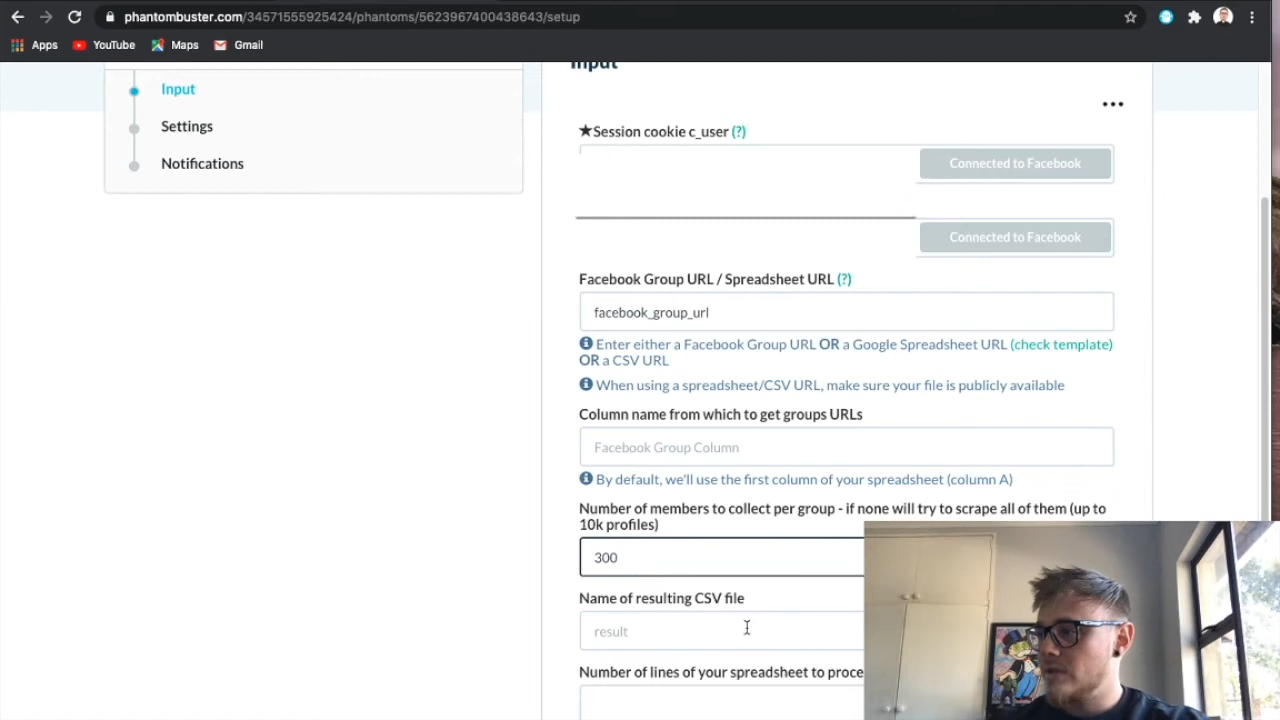 phantombuster.com/34571555925424/phantoms/5623967400438643/setup
Apps YouTube Maps Gmail
Input
Input
Settings
Notifications
★Session cookie c_user (?)
Connected to Facebook
Connected to Facebook
Facebook Group URL / Spreadsheet URL (?)
facebook_group_url
Enter either a Facebook Group URL OR a Google Spreadsheet URL (check template)
OR a CSV URL
When using a spreadsheet/CSV URL, make sure your file is publicly available
Column name from which to get groups URLs
Facebook Group Column
By default, we'll use the first column of your spreadsheet (column A)
Number of members to collect per group - if none will try to scrape all of them (up to
10k profiles)
300
Name of resulting CSV file
result
Number of lines of your spreadsheet to proce